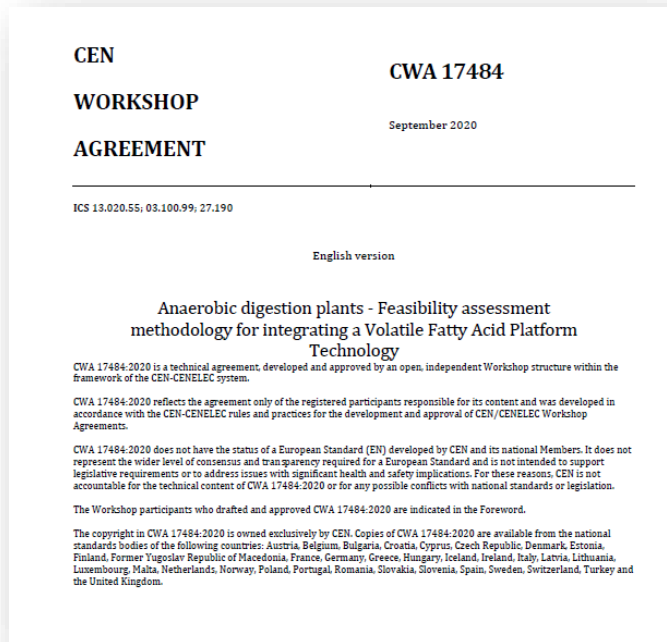 CEN
CWA 17484
WORKSHOP
September 2020
AGREEMENT
ICS 13.020.55; 03.100.99; 27.190
English version
Anaerobic digestion plants - Feasibility assessment
methodology for integrating a Volatile Fatty Acid Platform
Technology
CWA 17484:2020 is a technical agreement, developed and approved by an open, independent Workshop structure within the
framework of the CEN-CENELEC system.
CWA 17484:2020 reflects the agreement only of the registered participants responsible for its content and was developed in
accordance with the CEN-CENELEC rules and practices for the development and approval of CEN/CENELEC Workshop
Agreements.
CWA 17484:2020 does not have the status of a European Standard (EN) developed by CEN and its national Members. It does not
represent the wider level of consensus and transparency required for a European Standard and is not intended to support
legislative requirements or to address issues with significant health and safety implications. For these reasons, CEN is not
accountable for the technical content of CWA 17484:2020 or for any possible conflicts with national standards or legislation.
The Workshop participants who drafted and approved CWA 17484:2020 are indicated in the Foreword.
The copyright in CWA 17484:2020 is owned exclusively by CEN. Copies of CWA 17484:2020 are available from the national
standards bodies of the following countries: Austria, Belgium, Bulgaria, Croatia, Cyprus, Czech Republic, Denmark, Estonia,
Finland, Former Yugoslav Republic of Macedonia, France, Germany, Greece, Hungary, Iceland, Ireland, Italy, Latvia, Lithuania,
Luxembourg, Malta, Netherlands, Norway, Poland, Portugal, Romania, Slovakia, Slovenia, Spain, Sweden, Switzerland, Turkey and
the United Kingdom.